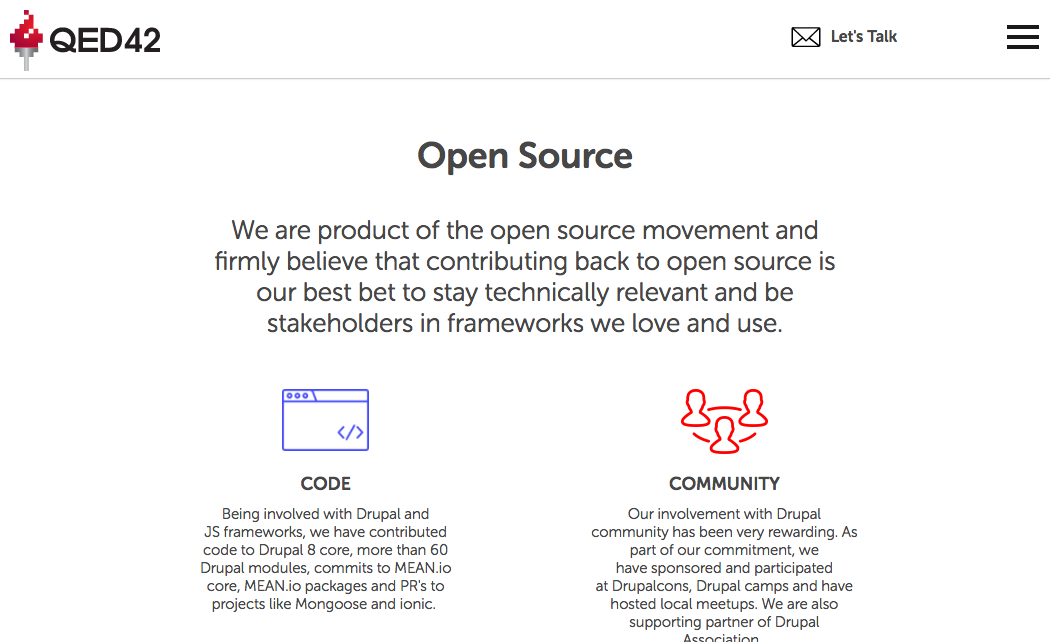 QED42
Let's Talk
Open Source
We are product of the open source movement and
firmly believe that contributing back to open source is
our best bet to stay technically relevant and be
stakeholders in frameworks we love and use.
</>
CODE
Being involved with Drupal and
JS frameworks, we have contributed
code to Drupal 8 core, more than 60
Drupal modules, commits to MEAN.io
core, MEAN.io packages and PR's to
projects like Mongoose and ionic.
COMMUNITY
Our involvement with Drupal
community has been very rewarding. As
part of our commitment, we
have sponsored and participated
at Drupalcons, Drupal camps and have
hosted local meetups. We are also
supporting partner of Drupal
Association.